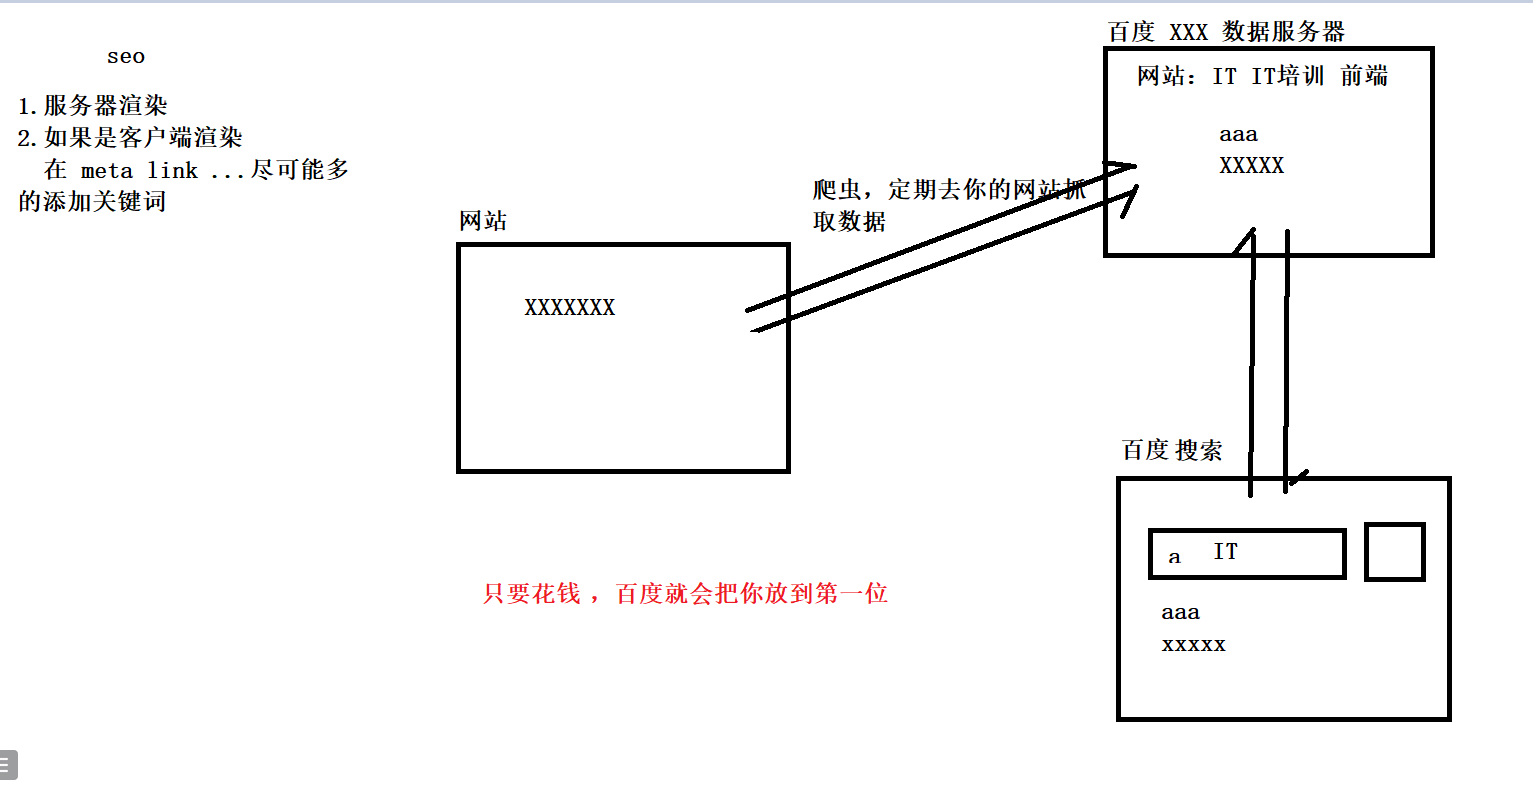 seo
1.服务器渲染
2.如果是客户端渲染
在 meta link ...尽可能多
的添加关键词
网站
XXXXXXX
爬虫，定期去你的网站抓
取数据
百度 XXX 数据服务器
网站：IT IT培训 前端
aaa
XXXXX
百度 搜索
a IT
aaa
xxxxx
只要花钱 ，百度就会把你放到第一位